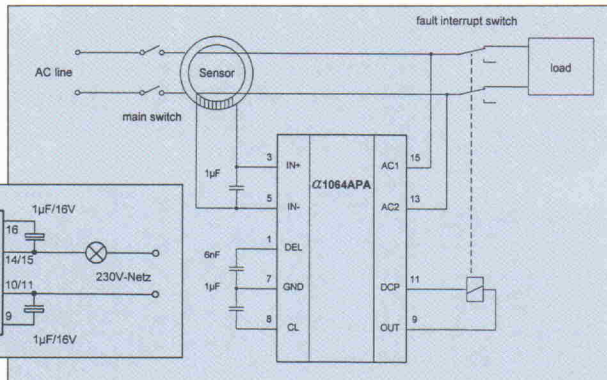 fault interrupt switch
AC line
Sensor
load
main switch
α1064APA
3 IN+
AC1 15
1µF
5 IN-
AC2 13
1 DEL
6nF
7 GND
DCP 11
1µF
8 CL
OUT 9
1µF/16V
16
14/15
230V-Netz
10/11
9
1µF/16V